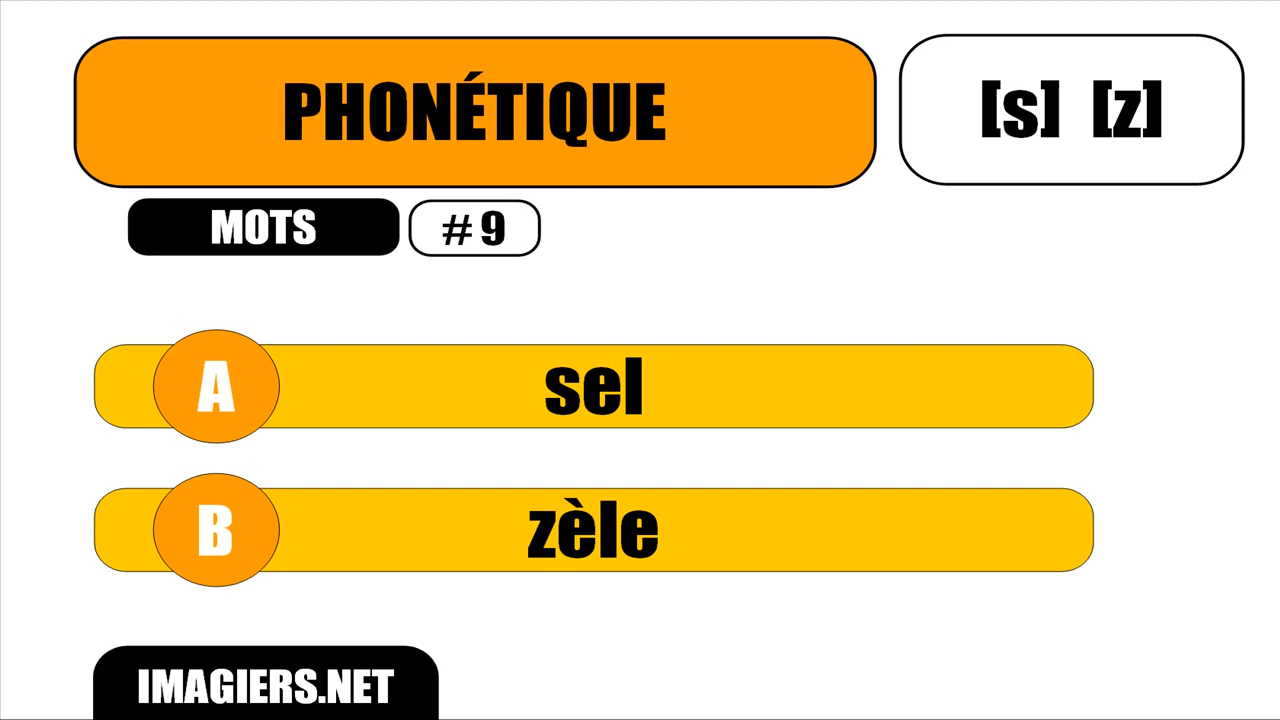 PHONÉTIQUE
[s] [z]
MOTS
# 9
A sel
B zèle
IMAGIERS.NET